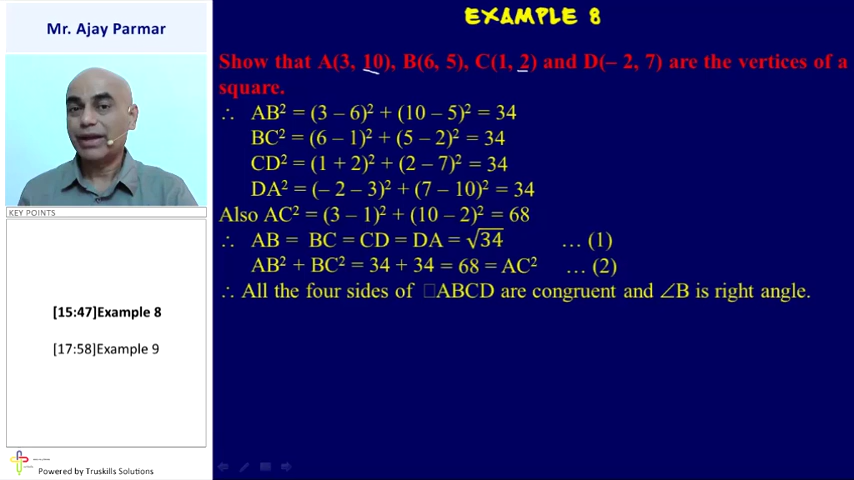 Mr. Ajay Parmar
KEY POINTS
[15:47]Example 8
[17:58]Example 9
Powered by Truskills Solutions
EXAMPLE 8
Show that A(3, 10), B(6, 5), C(1, 2) and D(– 2, 7) are the vertices of a
square.
∴ AB² = (3 – 6)² + (10 – 5)² = 34
BC² = (6 – 1)² + (5 – 2)² = 34
CD² = (1 + 2)² + (2 – 7)² = 34
DA² = (– 2 – 3)² + (7 – 10)² = 34
Also AC² = (3 – 1)² + (10 – 2)² = 68
∴ AB = BC = CD = DA = √34 … (1)
AB² + BC² = 34 + 34 = 68 = AC² … (2)
∴ All the four sides of □ABCD are congruent and ∠B is right angle.